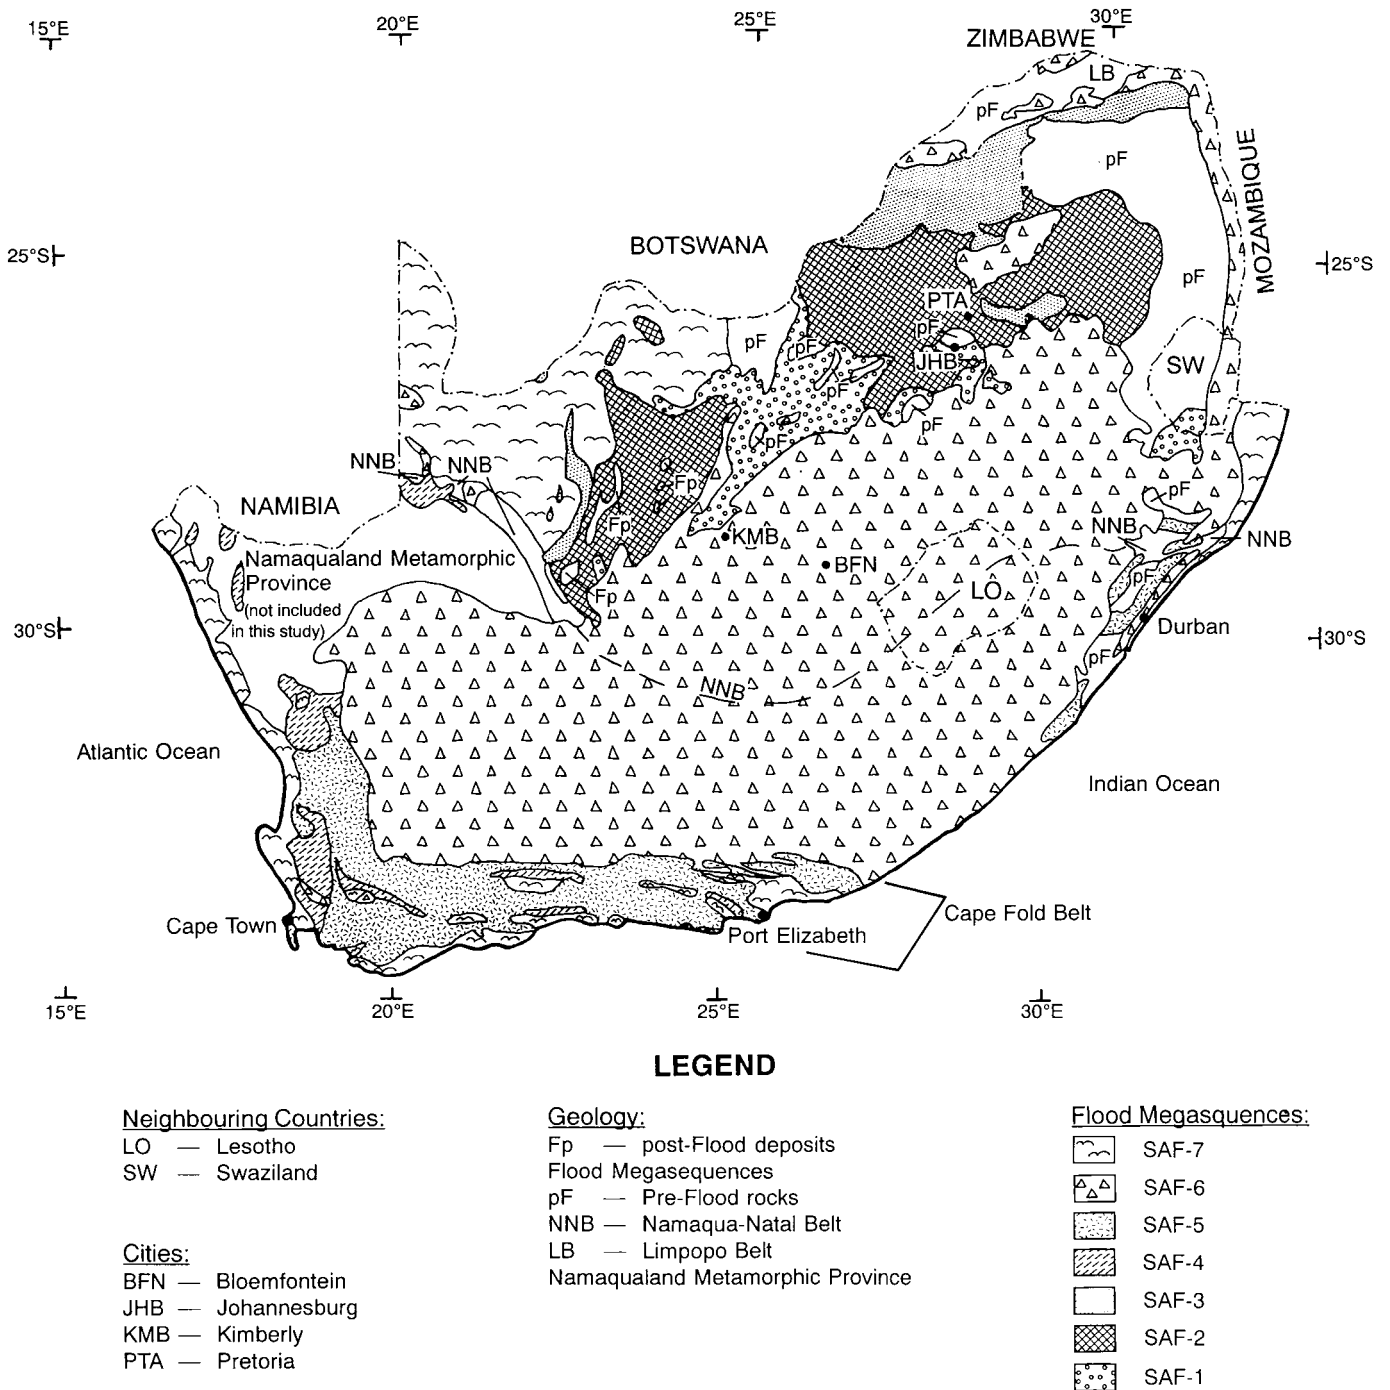 15°E
20°E
25°E
30°E
ZIMBABWE
LB
pF
pF
MOZAMBIQUE
BOTSWANA
25°S
25°S
pF
PTA
pF
pF
pF
JHB
SW
pF
pF
pF
NNB
NNB
Fp
pF
NAMIBIA
Fp
KMB
NNB
NNB
Namaqualand Metamorphic
Province
(not included
in this study)
BFN
Fp
LO
pF
30°S
Durban
30°S
pF
NNB
Atlantic Ocean
Indian Ocean
Cape Town
Port Elizabeth
Cape Fold Belt
15°E
20°E
25°E
30°E
LEGEND
Neighbouring Countries:
LO — Lesotho
SW — Swaziland
Cities:
BFN — Bloemfontein
JHB — Johannesburg
KMB — Kimberly
PTA — Pretoria
Geology:
Fp — post-Flood deposits
Flood Megasequences
pF — Pre-Flood rocks
NNB — Namaqua-Natal Belt
LB — Limpopo Belt
Namaqualand Metamorphic Province
Flood Megasquences:
SAF-7
SAF-6
SAF-5
SAF-4
SAF-3
SAF-2
SAF-1